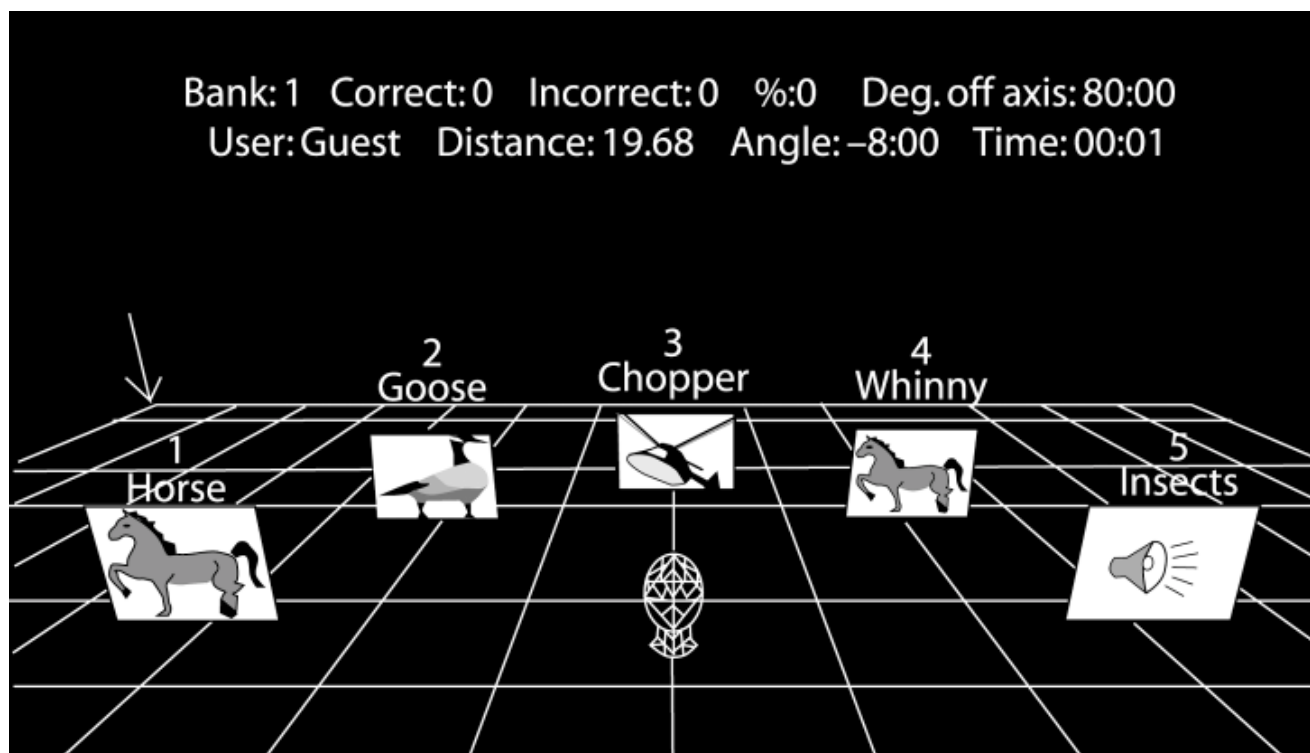 Bank: 1 Correct: 0 Incorrect: 0 %:0 Deg. off axis: 80:00
User: Guest Distance: 19.68 Angle: –8:00 Time: 00:01
1
Horse
2
Goose
3
Chopper
4
Whinny
5
Insects